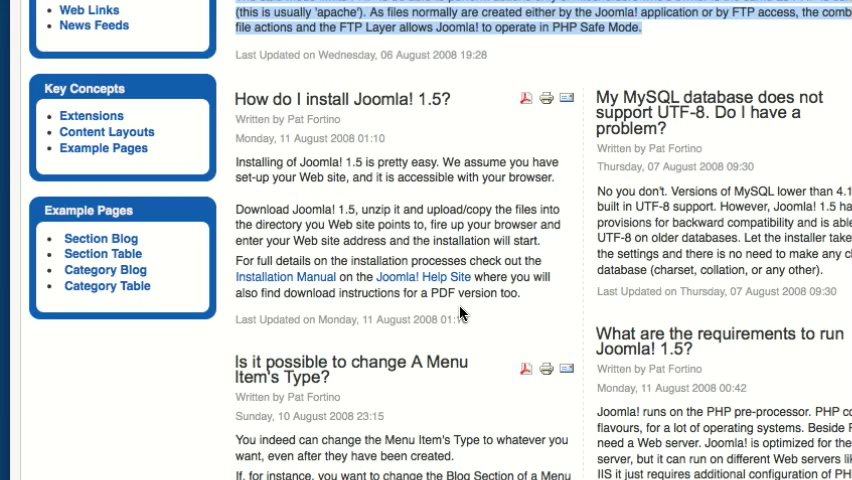 Web Links
News Feeds
Key Concepts
Extensions
Content Layouts
Example Pages
Example Pages
Section Blog
Section Table
Category Blog
Category Table
(this is usually 'apache'). As files normally are created either by the Joomla! application or by FTP access, the comb
file actions and the FTP Layer allows Joomla! to operate in PHP Safe Mode.
Last Updated on Wednesday, 06 August 2008 19:28
How do I install Joomla! 1.5?
Written by Pat Fortino
Monday, 11 August 2008 01:10
Installing of Joomla! 1.5 is pretty easy. We assume you have
set-up your Web site, and it is accessible with your browser.
Download Joomla! 1.5, unzip it and upload/copy the files into
the directory you Web site points to, fire up your browser and
enter your Web site address and the installation will start.
For full details on the installation processes check out the
Installation Manual on the Joomla! Help Site where you will
also find download instructions for a PDF version too.
Last Updated on Monday, 11 August 2008
Is it possible to change A Menu
Item's Type?
Written by Pat Fortino
Sunday, 10 August 2008 23:15
You indeed can change the Menu Item's Type to whatever you
want, even after they have been created.
If, for instance, you want to change the Blog Section of a Menu
My MySQL database does not
support UTF-8. Do I have a
problem?
Written by Pat Fortino
Thursday, 07 August 2008 09:30
No you don't. Versions of MySQL lower than 4.1
built in UTF-8 support. However, Joomla! 1.5 ha
provisions for backward compatibility and is able
UTF-8 on older databases. Let the installer take
the settings and there is no need to make any ch
database (charset, collation, or any other).
Last Updated on Thursday, 07 August 2008 09:30
What are the requirements to run
Joomla! 1.5?
Written by Pat Fortino
Monday, 11 August 2008 00:42
Joomla! runs on the PHP pre-processor. PHP co
flavours, for a lot of operating systems. Beside
need a Web server. Joomla! is optimized for the
server, but it can run on different Web servers
IIS it just requires additional configuration of PH